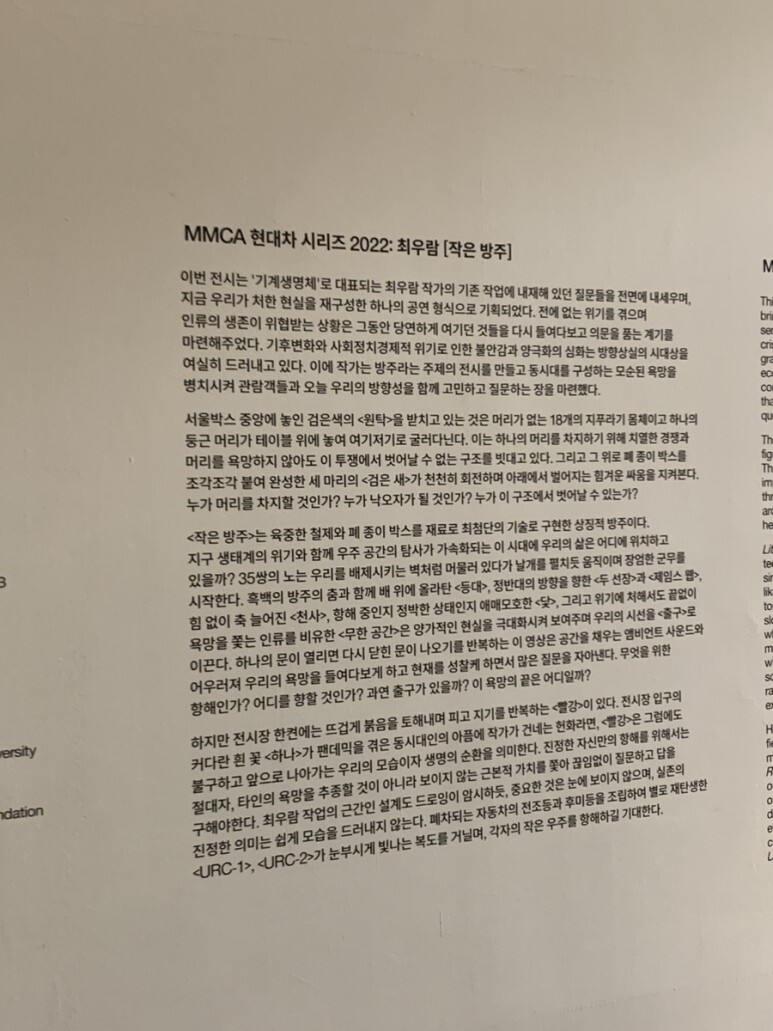 MMCA 현대차 시리즈 2022: 최우람 [작은 방주]
이번 전시는 '기계생명체'로 대표되는 최우람 작가의 기존 작업에 내재해 있던 질문들을 전면에 내세우며,
지금 우리가 처한 현실을 재구성한 하나의 공연 형식으로 기획되었다. 전에 없는 위기를 겪으며
인류의 생존이 위협받는 상황은 그동안 당연하게 여기던 것들을 다시 들여다보고 의문을 품는 계기를
마련해주었다. 기후변화와 사회정치경제적 위기로 인한 불안감과 양극화의 심화는 방향상실의 시대상을
여실히 드러내고 있다. 이에 작가는 방주라는 주제의 전시를 만들고 동시대를 구성하는 모순된 욕망을
병치시켜 관람객들과 오늘 우리의 방향성을 함께 고민하고 질문하는 장을 마련했다.
서울박스 중앙에 놓인 검은색의 <원탁>을 받치고 있는 것은 머리가 없는 18개의 지푸라기 몸체이고 하나의
둥근 머리가 테이블 위에 놓여 여기저기로 굴러다닌다. 이는 하나의 머리를 차지하기 위해 치열한 경쟁과
머리를 욕망하지 않아도 이 투쟁에서 벗어날 수 없는 구조를 빗대고 있다. 그리고 그 위로 폐 종이 박스를
조각조각 붙여 완성한 세 마리의 <검은 새>가 천천히 회전하며 아래에서 벌어지는 힘겨운 싸움을 지켜본다.
누가 머리를 차지할 것인가? 누가 낙오자가 될 것인가? 누가 이 구조에서 벗어날 수 있는가?
<작은 방주>는 육중한 철제와 폐 종이 박스를 재료로 최첨단의 기술로 구현한 상징적 방주이다.
지구 생태계의 위기와 함께 우주 공간의 탐사가 가속화되는 이 시대에 우리의 삶은 어디에 위치하고
있을까? 35쌍의 노는 우리를 배제시키는 벽처럼 머물러 있다가 날개를 펼치듯 움직이며 장엄한 군무를
시작한다. 흑백의 방주의 춤과 함께 배 위에 올라탄 <등대>, 정반대의 방향을 향한 <두 선장>과 <제임스 웹>,
힘 없이 축 늘어진 <천사>, 항해 중인지 정박한 상태인지 애매모호한 <닻>, 그리고 위기에 처해서도 끝없이
욕망을 쫓는 인류를 비유한 <무한 공간>은 양가적인 현실을 극대화시켜 보여주며 우리의 시선을 <출구>로
이끈다. 하나의 문이 열리면 다시 닫힌 문이 나오기를 반복하는 이 영상은 공간을 채우는 앰비언트 사운드와
어우러져 우리의 욕망을 들여다보게 하고 현재를 성찰케 하면서 많은 질문을 자아낸다. 무엇을 위한
항해인가? 어디를 향할 것인가? 과연 출구가 있을까? 이 욕망의 끝은 어디일까?
하지만 전시장 한켠에는 뜨겁게 붉음을 토해내며 피고 지기를 반복하는 <빨강>이 있다. 전시장 입구의
커다란 흰 꽃 <하나>가 팬데믹을 겪은 동시대인의 아픔에 작가가 건네는 헌화라면, <빨강>은 그럼에도
불구하고 앞으로 나아가는 우리의 모습이자 생명의 순환을 의미한다. 진정한 자신만의 항해를 위해서는
절대자, 타인의 욕망을 추종할 것이 아니라 보이지 않는 근본적 가치를 쫓아 끊임없이 질문하고 답을
구해야한다. 최우람 작업의 근간인 설계도 드로잉이 암시하듯, 중요한 것은 눈에 보이지 않으며, 실존의
진정한 의미는 쉽게 모습을 드러내지 않는다. 폐차되는 자동차의 전조등과 후미등을 조립하여 별로 재탄생한
<URC-1>, <URC-2>가 눈부시게 빛나는 복도를 거닐며, 각자의 작은 우주를 항해하길 기대한다.